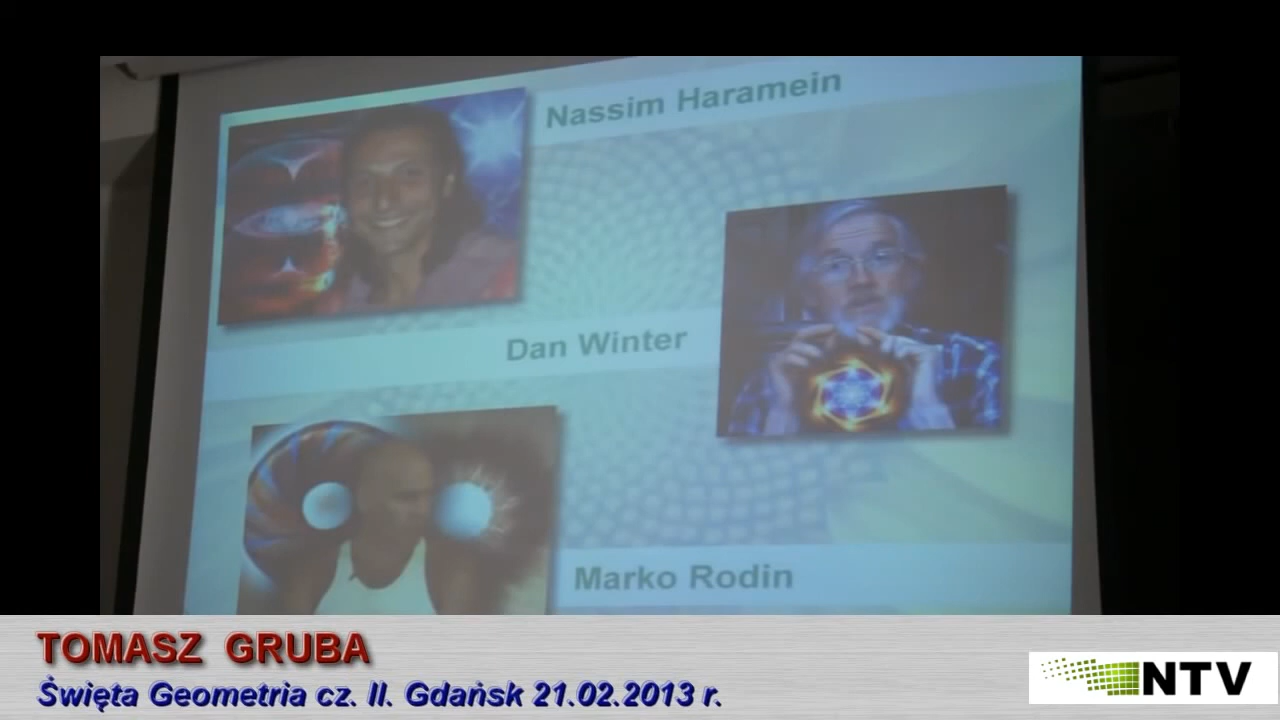 Nassim Haramein
Dan Winter
Marko Rodin
TOMASZ GRUBA
Święta Geometria cz. II. Gdańsk 21.02.2013 r.
NTV